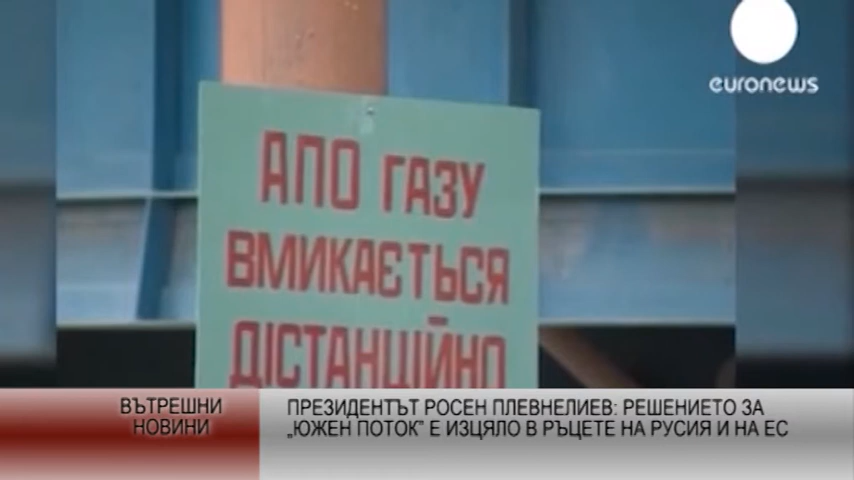 euronews
АПО ГАЗУ
ВМИКАЄТЬСЯ
ДІСТАНЦІЙНО
ВЪТРЕШНИ
НОВИНИ
ПРЕЗИДЕНТЪТ РОСЕН ПЛЕВНЕЛИЕВ: РЕШЕНИЕТО ЗА
„ЮЖЕН ПОТОК" Е ИЗЦЯЛО В РЪЦЕТЕ НА РУСИЯ И НА ЕС